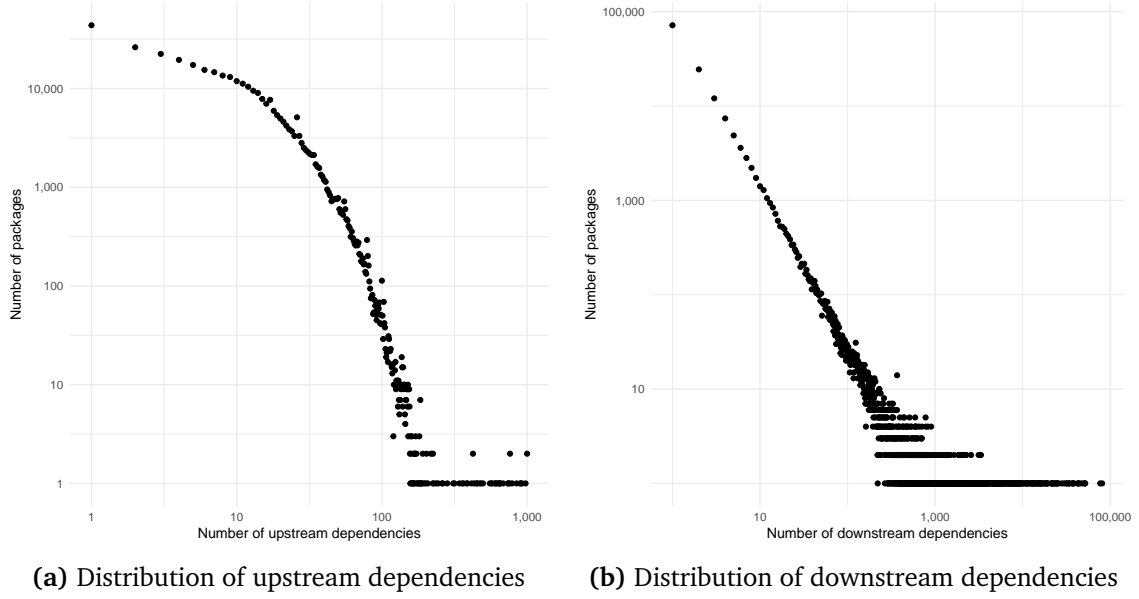 10,000
1,000
100
10
1
Number of packages
1
10
100
1,000
Number of upstream dependencies
(a) Distribution of upstream dependencies
100,000
1,000
10
Number of packages
10
1,000
100,000
Number of downstream dependencies
(b) Distribution of downstream dependencies